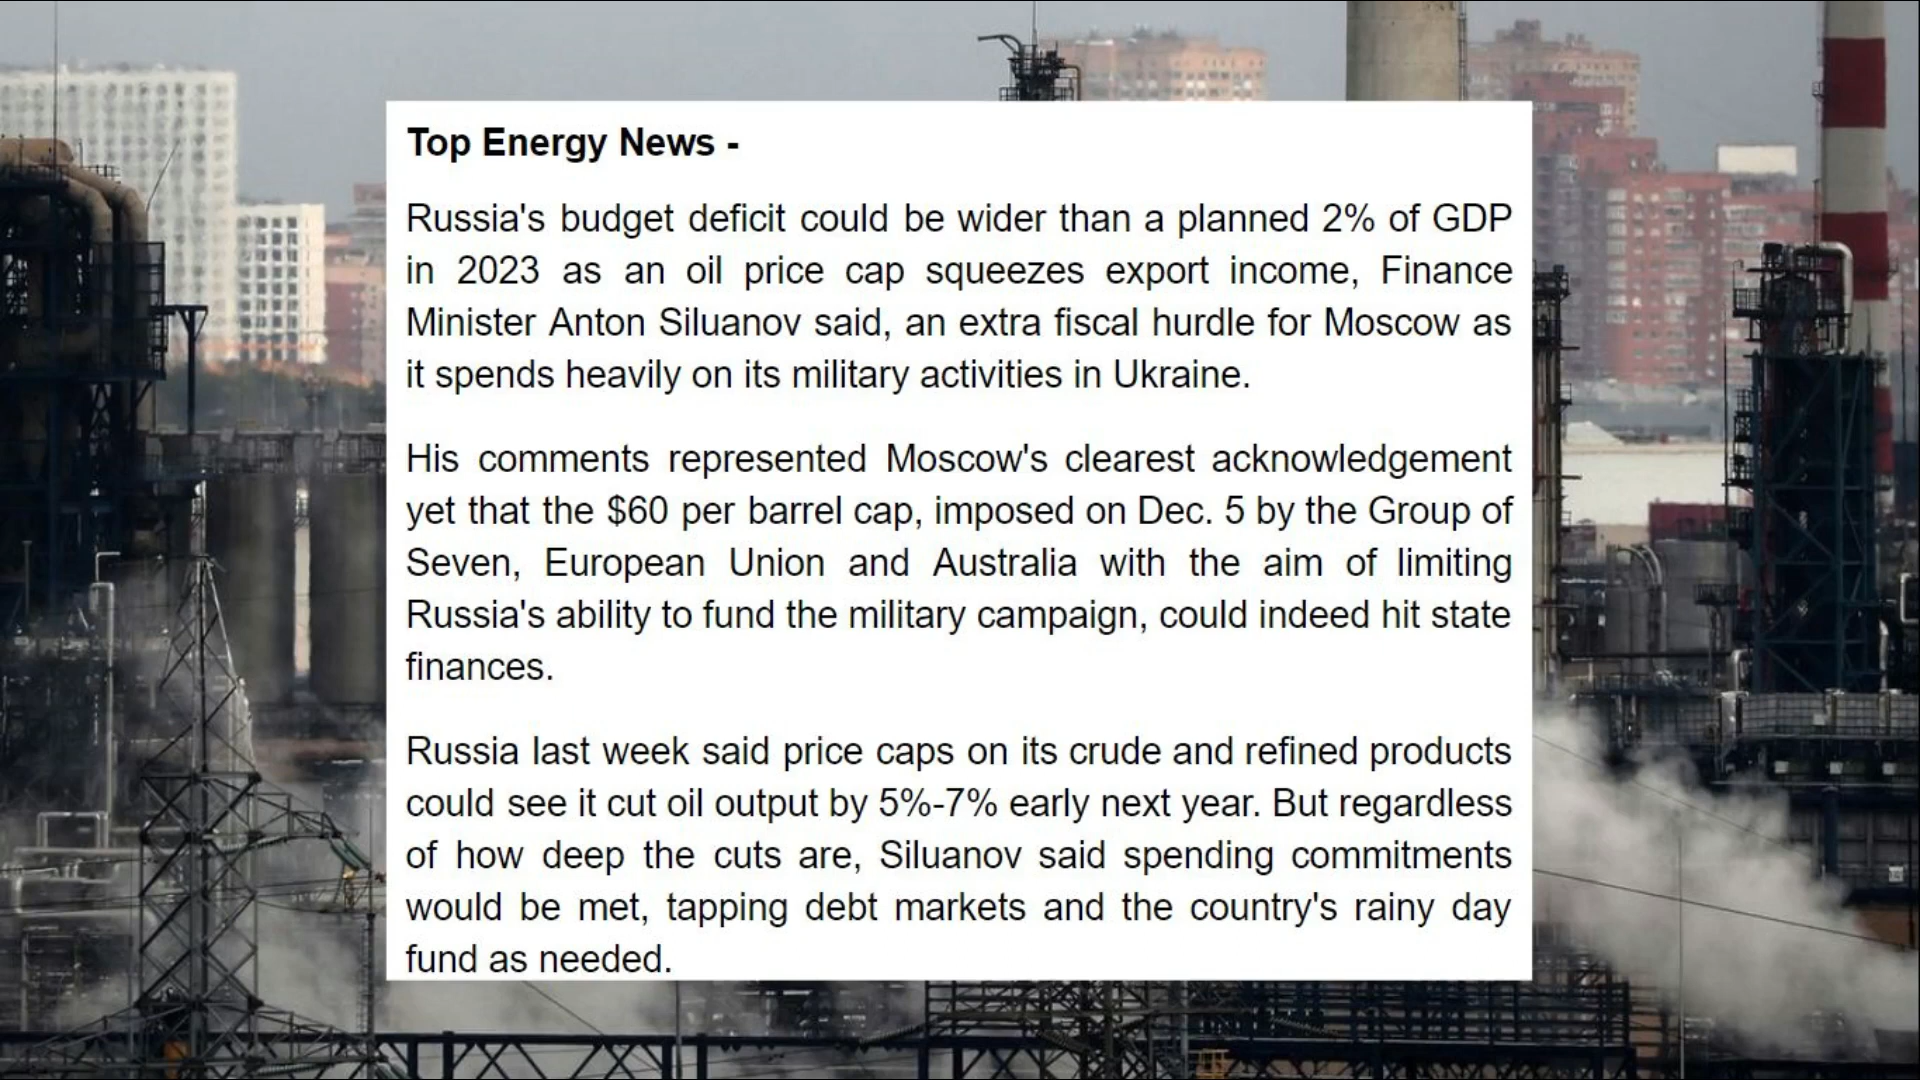 Top Energy News -
Russia's budget deficit could be wider than a planned 2% of GDP
in 2023 as an oil price cap squeezes export income, Finance
Minister Anton Siluanov said, an extra fiscal hurdle for Moscow as
it spends heavily on its military activities in Ukraine.
His comments represented Moscow's clearest acknowledgement
yet that the $60 per barrel cap, imposed on Dec. 5 by the Group of
Seven, European Union and Australia with the aim of limiting
Russia's ability to fund the military campaign, could indeed hit state
finances.
Russia last week said price caps on its crude and refined products
could see it cut oil output by 5%-7% early next year. But regardless
of how deep the cuts are, Siluanov said spending commitments
would be met, tapping debt markets and the country's rainy day
fund as needed.